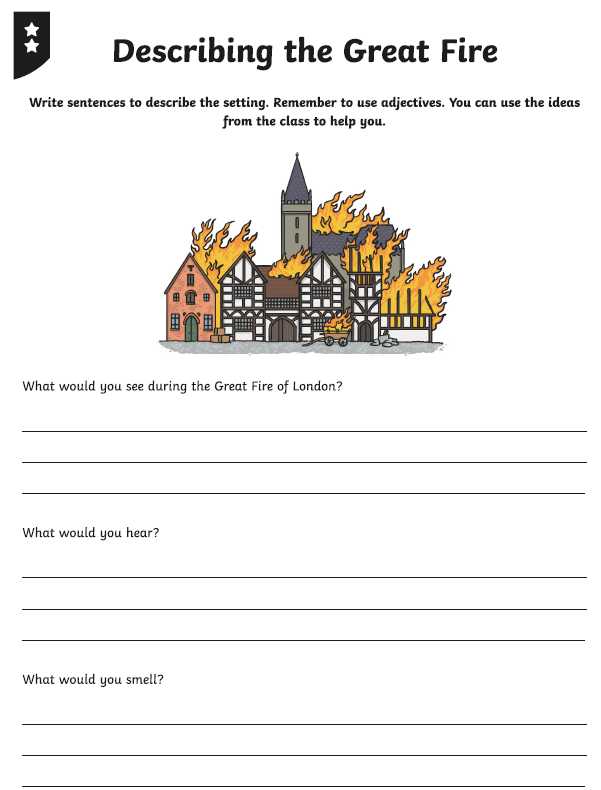 Describing the Great Fire
Write sentences to describe the setting. Remember to use adjectives. You can use the ideas
from the class to help you.
What would you see during the Great Fire of London?
What would you hear?
What would you smell?